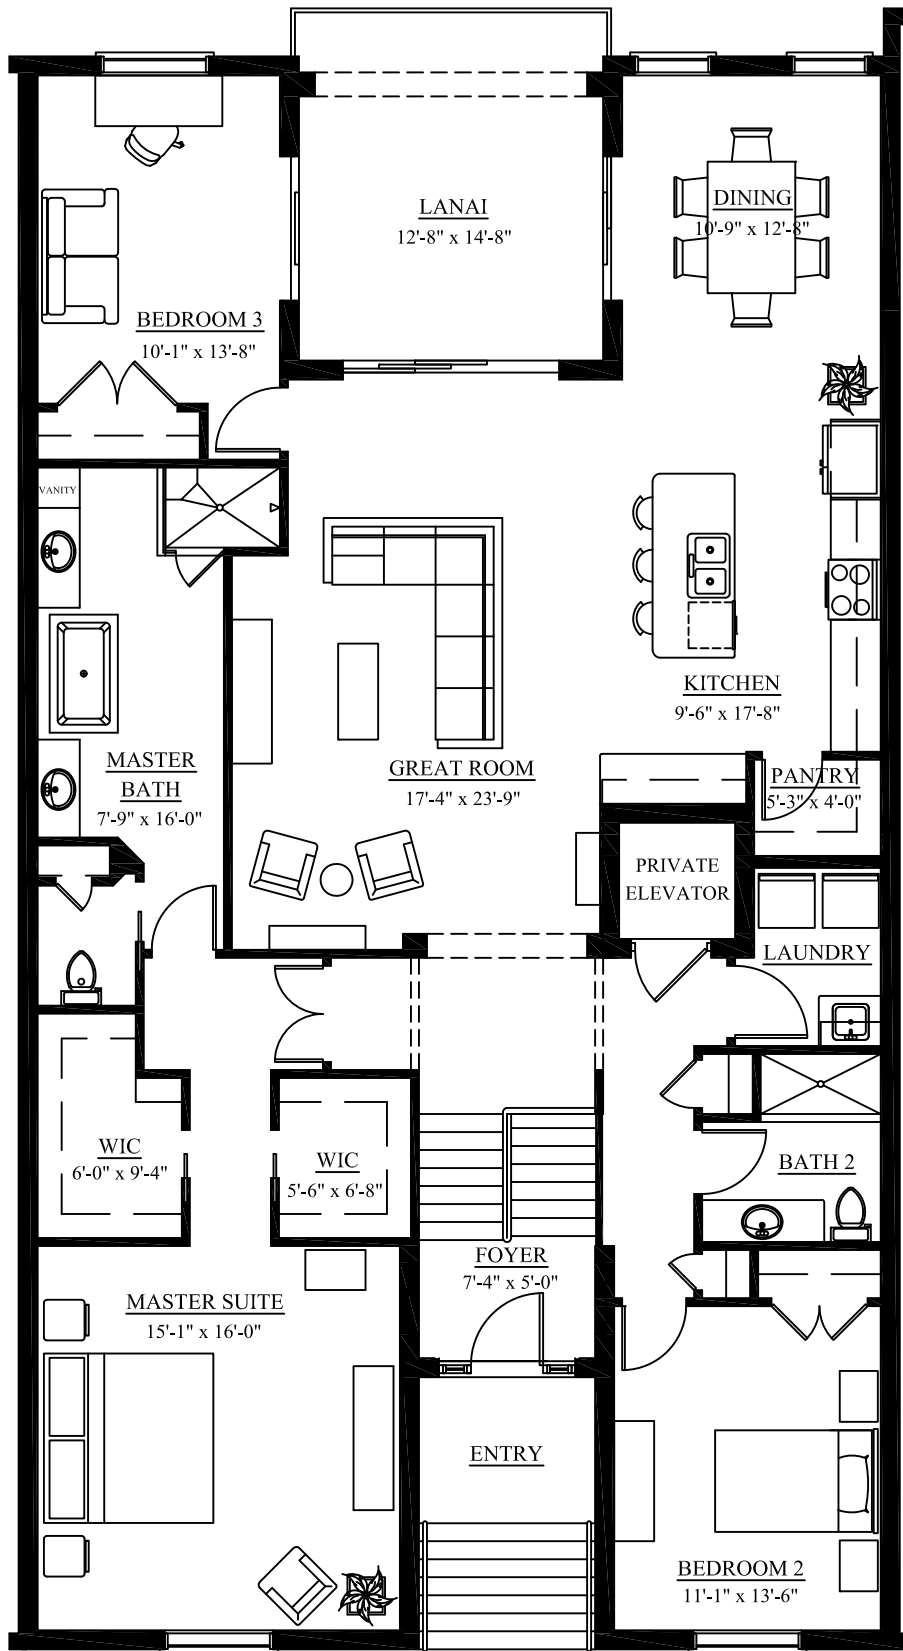 LANAI
12'-8" x 14'-8"
DINING
10'-9" x 12'-8"
BEDROOM 3
10'-1" x 13'-8"
VANITY
KITCHEN
9'-6" x 17'-8"
MASTER
BATH
7'-9" x 16'-0"
GREAT ROOM
17'-4" x 23'-9"
PANTRY
5'-3" x 4'-0"
PRIVATE
ELEVATOR
LAUNDRY
WIC
6'-0" x 9'-4"
WIC
5'-6" x 6'-8"
BATH 2
FOYER
7'-4" x 5'-0"
MASTER SUITE
15'-1" x 16'-0"
ENTRY
BEDROOM 2
11'-1" x 13'-6"